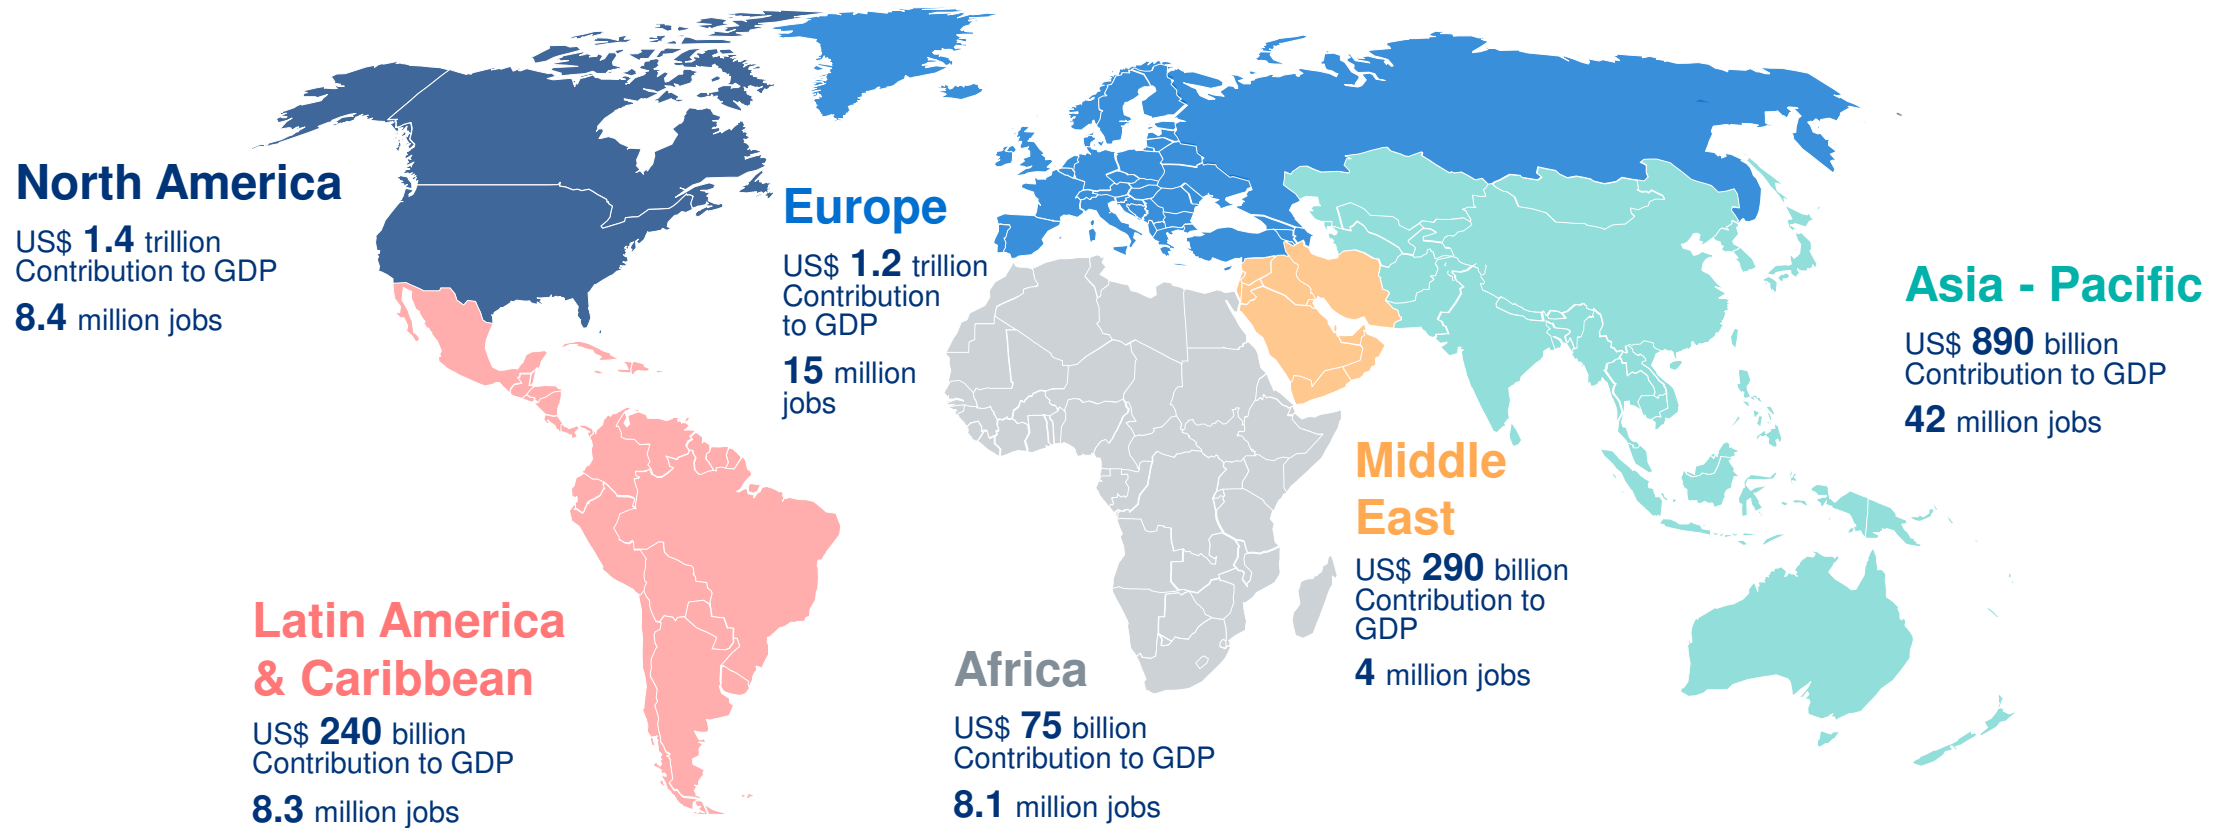 North America
US$ 1.4 trillion
Contribution to GDP
8.4 million jobs
Europe
US$ 1.2 trillion
Contribution
to GDP
15 million
jobs
Asia - Pacific
US$ 890 billion
Contribution to GDP
42 million jobs
Middle
East
US$ 290 billion
Contribution to
GDP
4 million jobs
Latin America
& Caribbean
US$ 240 billion
Contribution to GDP
8.3 million jobs
Africa
US$ 75 billion
Contribution to GDP
8.1 million jobs